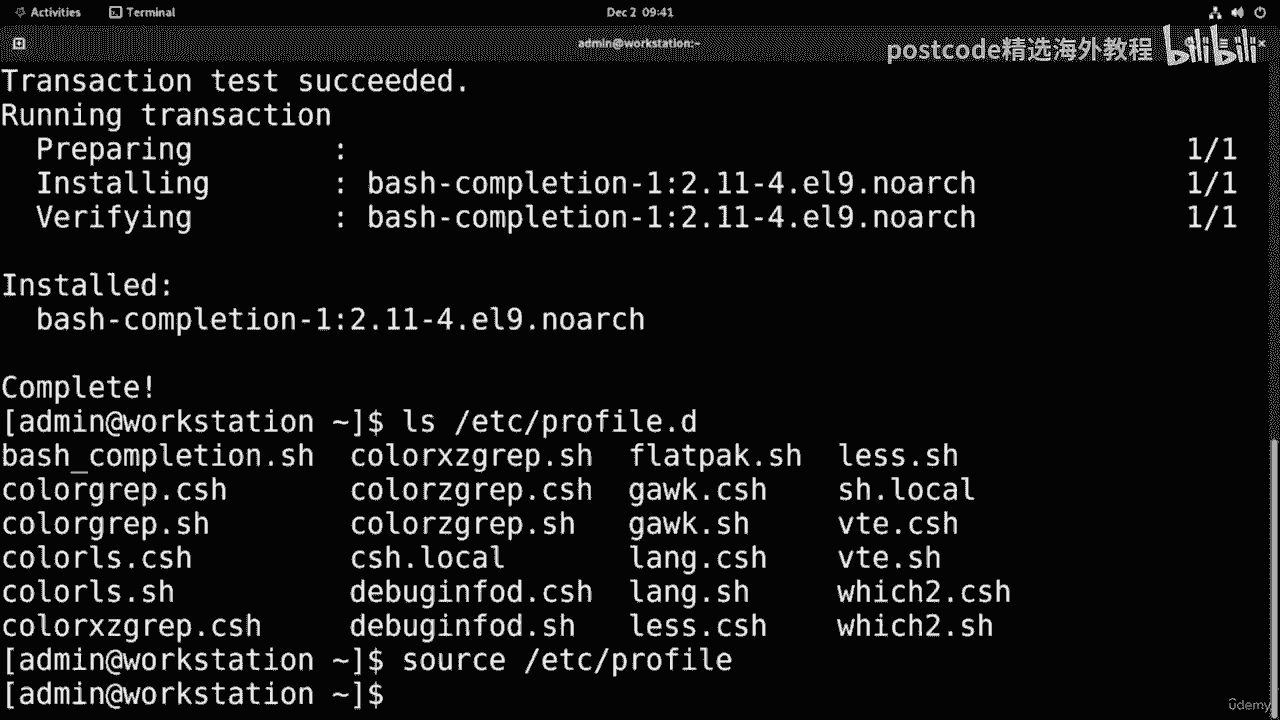 Activities Terminal Dec 2 09:41
admin@workstation:~
postcode精选海外教程 bilibili
Transaction test succeeded.
Running transaction
  Preparing        : 1/1
  Installing       : bash-completion-1:2.11-4.el9.noarch 1/1
  Verifying        : bash-completion-1:2.11-4.el9.noarch 1/1
Installed:
  bash-completion-1:2.11-4.el9.noarch
Complete!
[admin@workstation ~]$ ls /etc/profile.d
bash_completion.sh  colorxzgrep.sh  flatpak.sh  less.sh
colorgrep.csh       colorzgrep.csh  gawk.csh    sh.local
colorgrep.sh        colorzgrep.sh   gawk.sh     vte.csh
colorls.csh         csh.local       lang.csh    vte.sh
colorls.sh          debuginfod.csh  lang.sh     which2.csh
colorxzgrep.csh     debuginfod.sh   less.csh    which2.sh
[admin@workstation ~]$ source /etc/profile
[admin@workstation ~]$
ûdemy